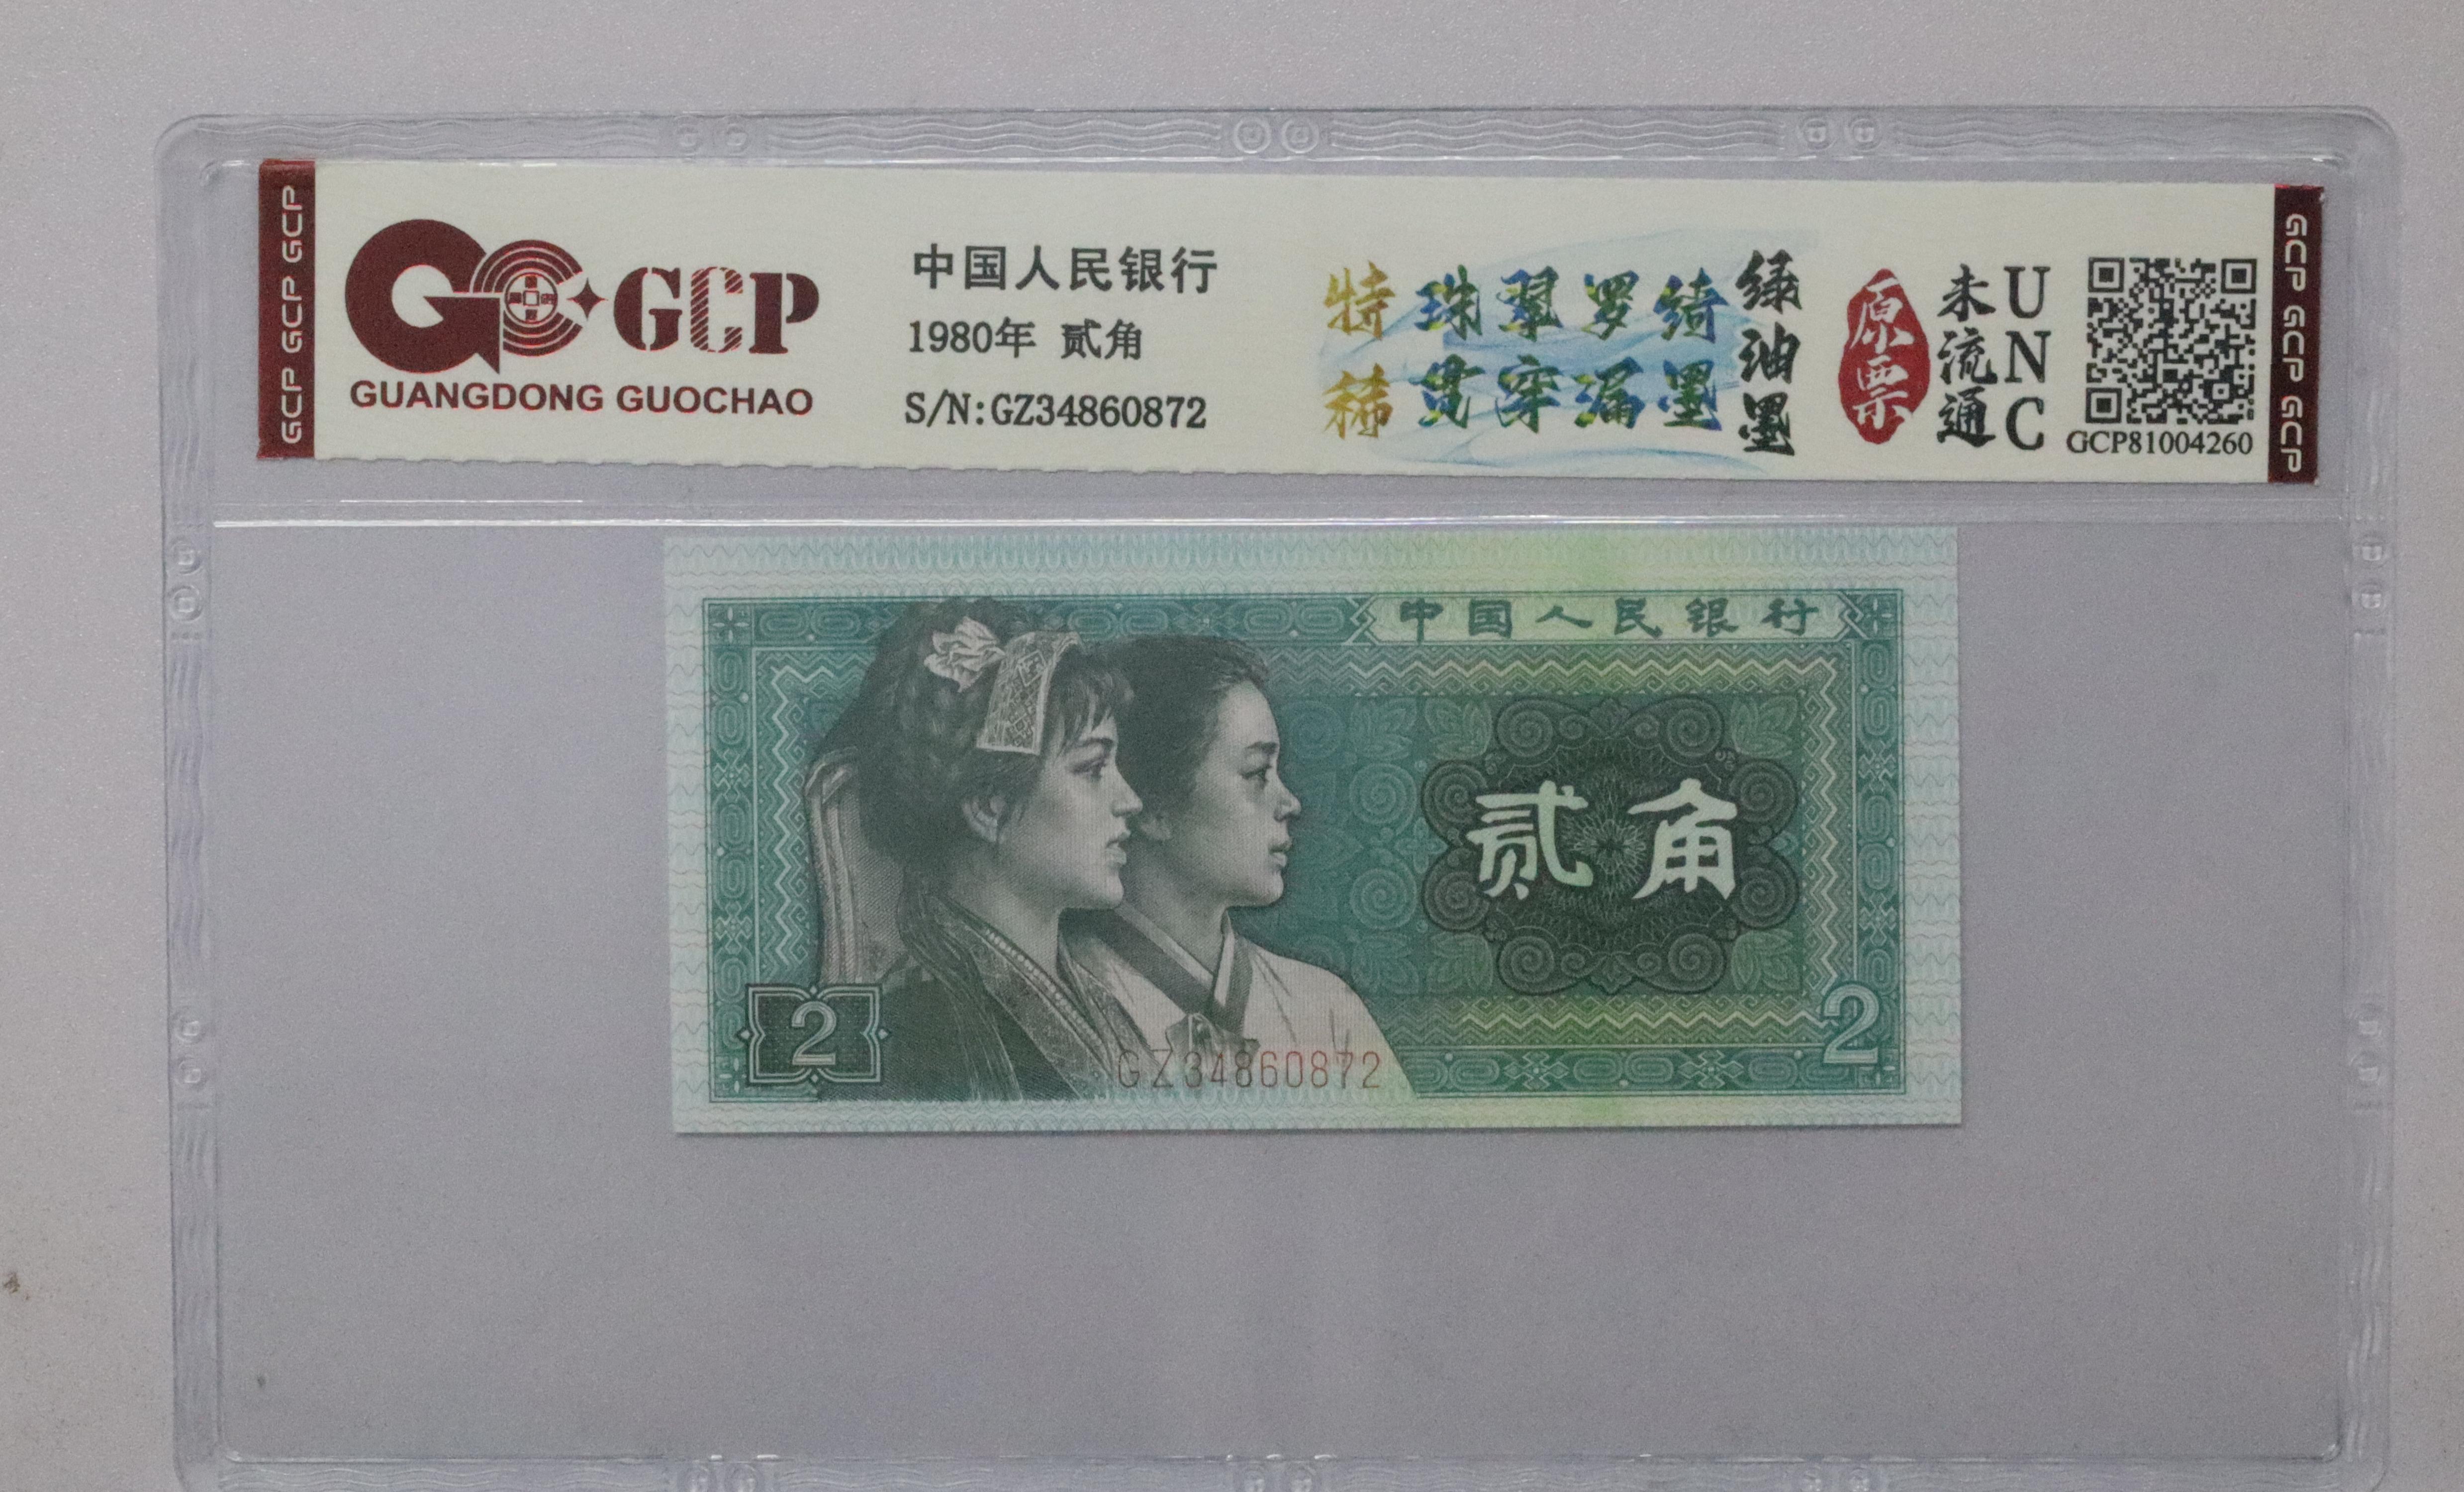 GCP GCP GCP
GCP
GUANGDONG GUOCHAO
中国人民银行
1980年 贰角
S/N:GZ34860872
特稀
珠翠罗绮
贯穿漏墨
绿油墨
原票
未流通
UNC
GCP81004260
GCP GCP GCP
中国人民银行
贰角
2
GZ34860872
2